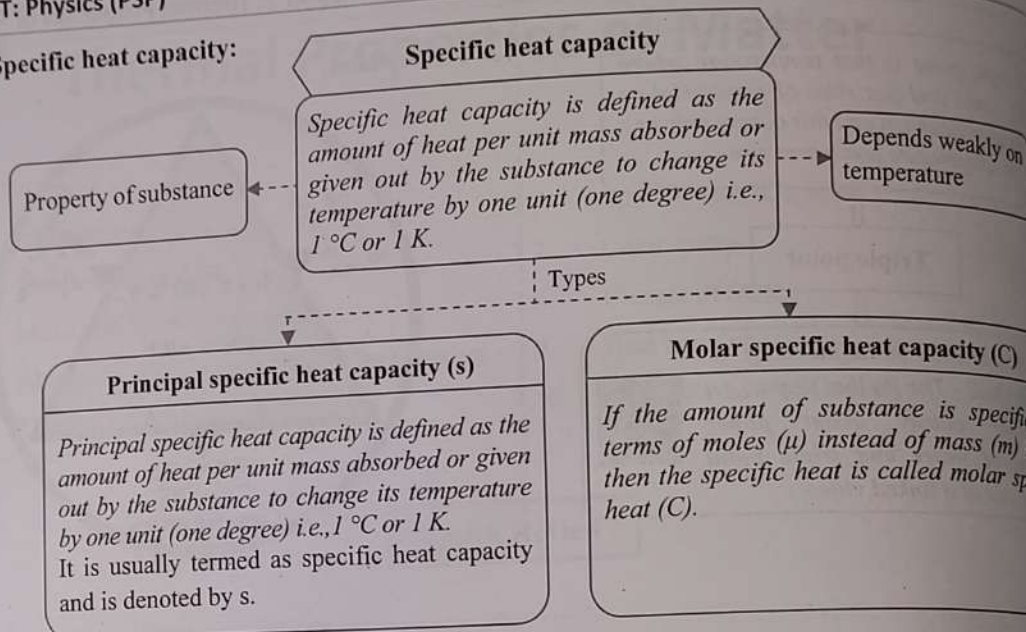 T: Physics (PSP)
Specific heat capacity:
Specific heat capacity
Specific heat capacity is defined as the
amount of heat per unit mass absorbed or
given out by the substance to change its
temperature by one unit (one degree) i.e.,
1 °C or 1 K.
Property of substance
Depends weakly on
temperature
Types
Principal specific heat capacity (s)
Principal specific heat capacity is defined as the
amount of heat per unit mass absorbed or given
out by the substance to change its temperature
by one unit (one degree) i.e., 1 °C or 1 K.
It is usually termed as specific heat capacity
and is denoted by s.
Molar specific heat capacity (C)
If the amount of substance is
terms of moles (μ) instead of mass (m)
then the specific heat is called molar
heat (C).
Triple point